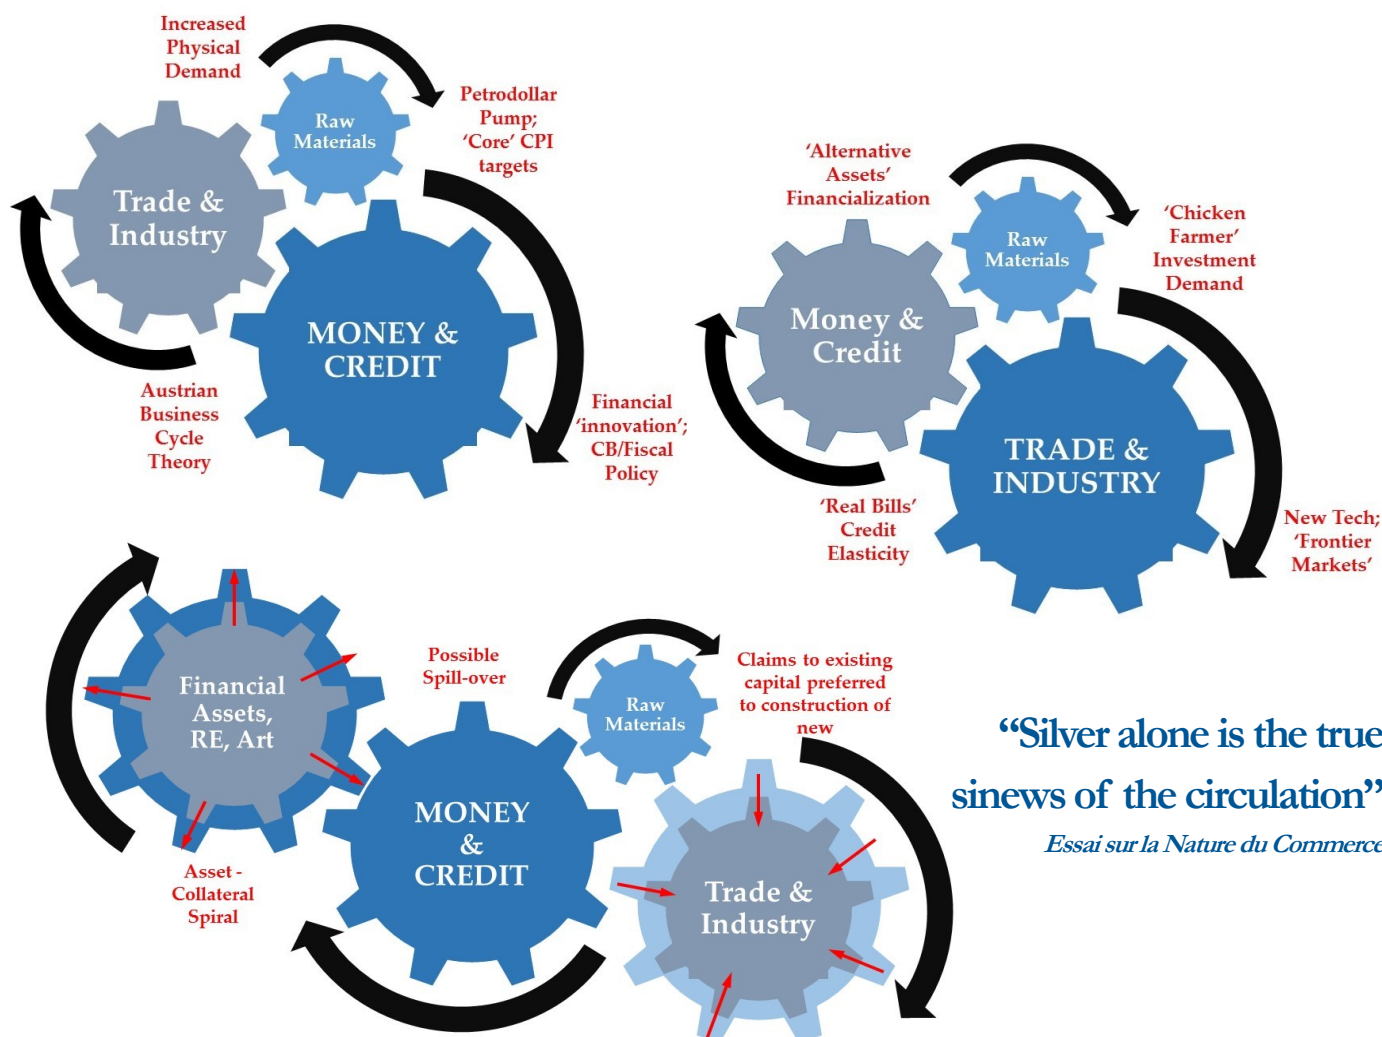 Increased
Physical
Demand
Raw
Materials
Petrodollar
Pump;
‘Core’ CPI
targets
Trade &
Industry
MONEY &
CREDIT
Austrian
Business
Cycle
Theory
Financial
‘innovation’;
CB/Fiscal
Policy
‘Alternative
Assets’
Financialization
Raw
Materials
‘Chicken
Farmer’
Investment
Demand
Money &
Credit
TRADE &
INDUSTRY
‘Real Bills’
Credit
Elasticity
New Tech;
‘Frontier
Markets’
Financial
Assets,
RE, Art
Possible
Spill-over
Raw
Materials
Claims to existing
capital preferred
to construction of
new
MONEY
&
CREDIT
Asset -
Collateral
Spiral
Trade &
Industry
“Silver alone is the true
sinews of the circulation”
Essai sur la Nature du Commerce